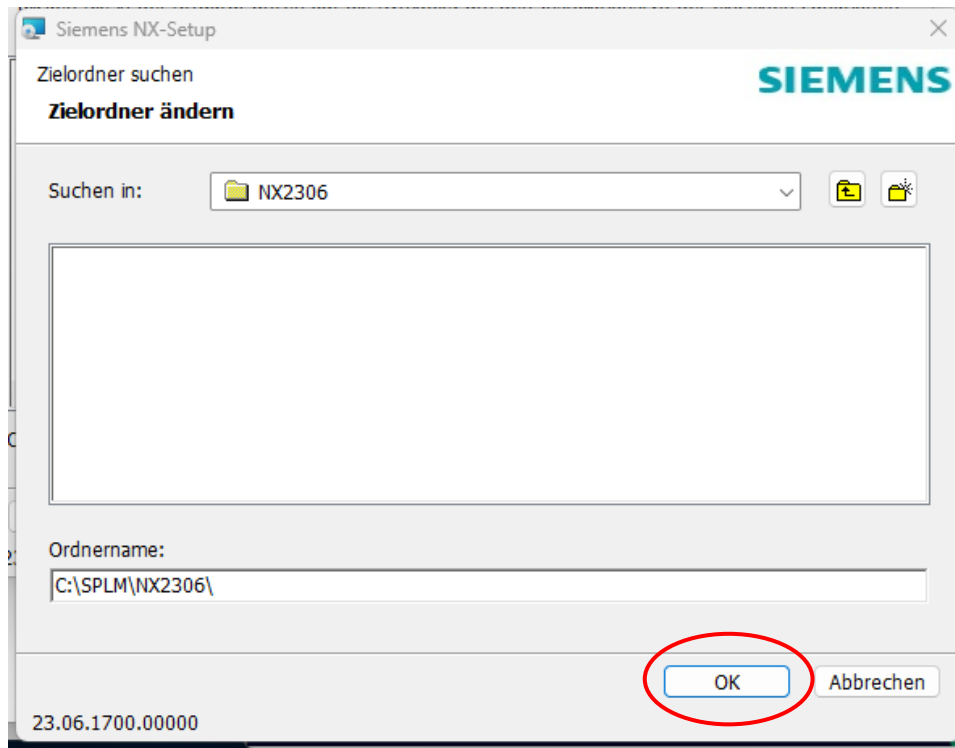 Siemens NX-Setup
Zielordner suchen
SIEMENS
Zielordner ändern
Suchen in:
NX2306
Ordnername:
C:\SPLM\NX2306\
OK
Abbrechen
23.06.1700.00000